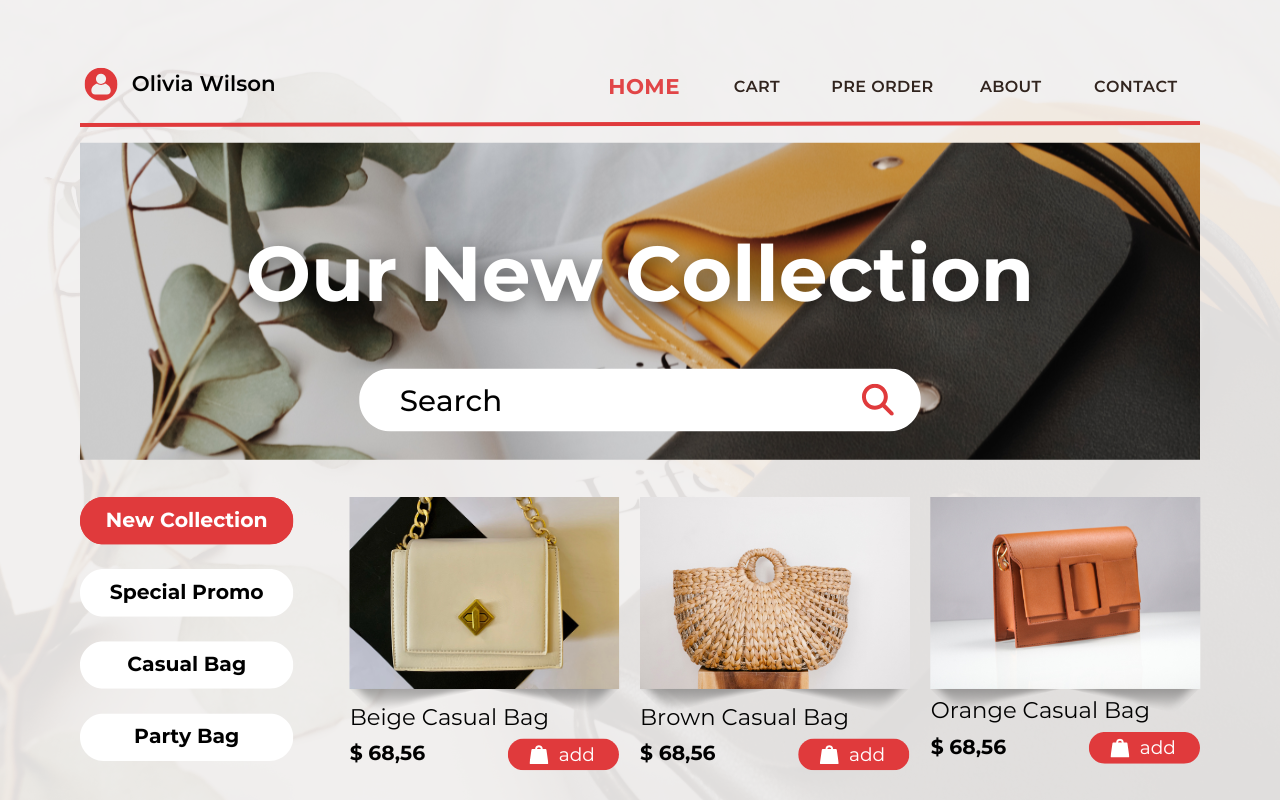 Olivia Wilson
HOME
CART
PRE ORDER
ABOUT
CONTACT
Our New Collection
Search
Life
New Collection
Special Promo
Casual Bag
Party Bag
Beige Casual Bag
$ 68,56
add
Brown Casual Bag
$ 68,56
add
Orange Casual Bag
$ 68,56
add